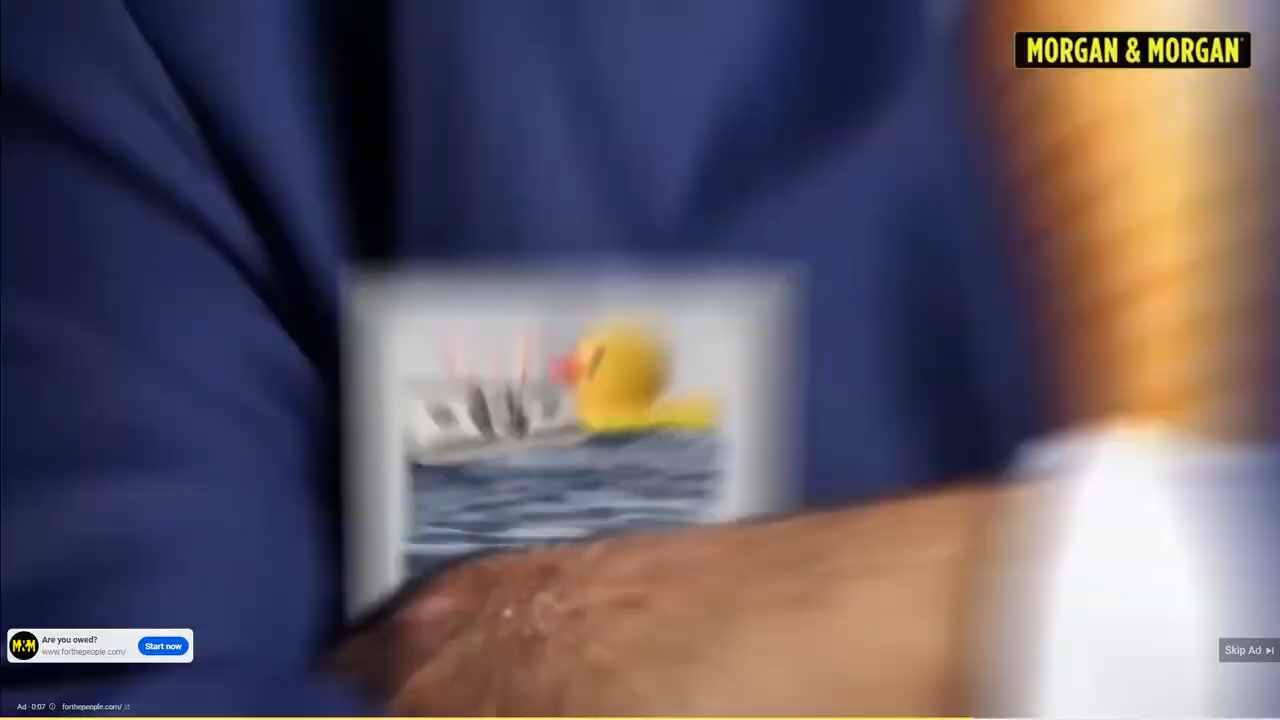 MORGAN & MORGAN
M&M
Are you owed?
www.forthepeople.com/
Start now
Skip Ad
Ad · 0:07
forthepeople.com/